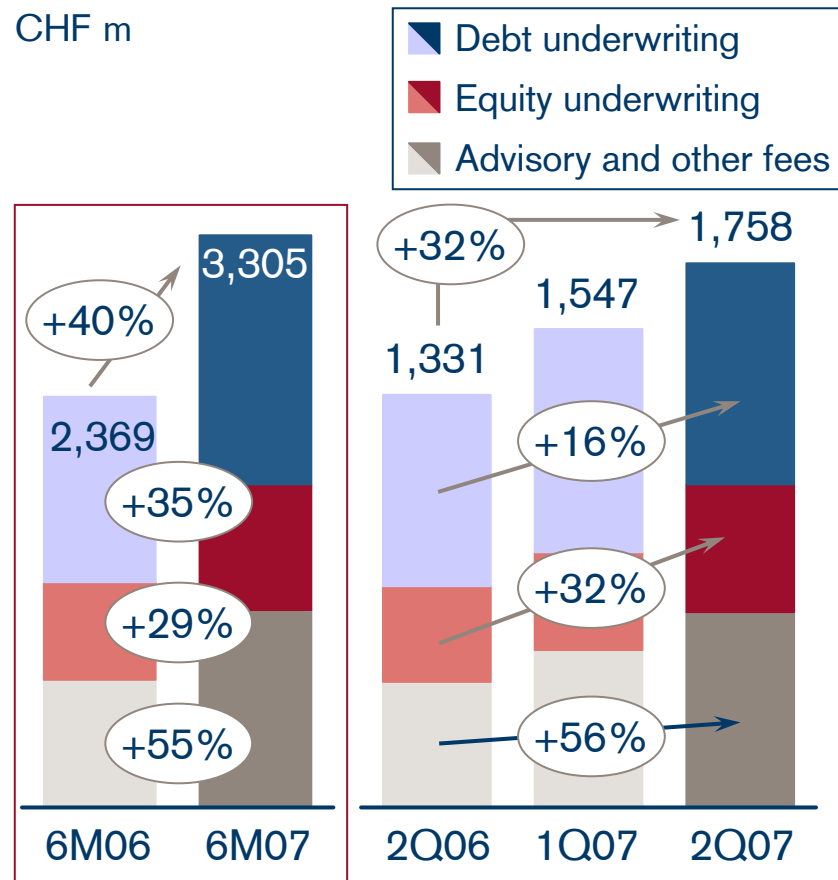 CHF m
Debt underwriting
Equity underwriting
Advisory and other fees
+40%
3,305
2,369
+35%
+29%
+55%
6M06 6M07
+32%
1,758
1,547
1,331
+16%
+32%
+56%
2Q06 1Q07 2Q07